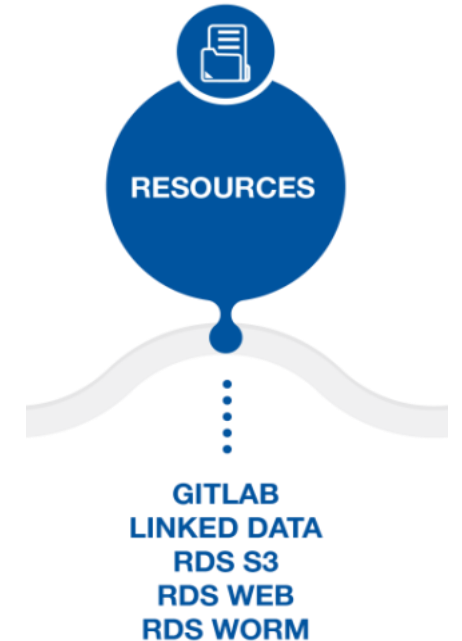 RESOURCES
GITLAB
LINKED DATA
RDS S3
RDS WEB
RDS WORM